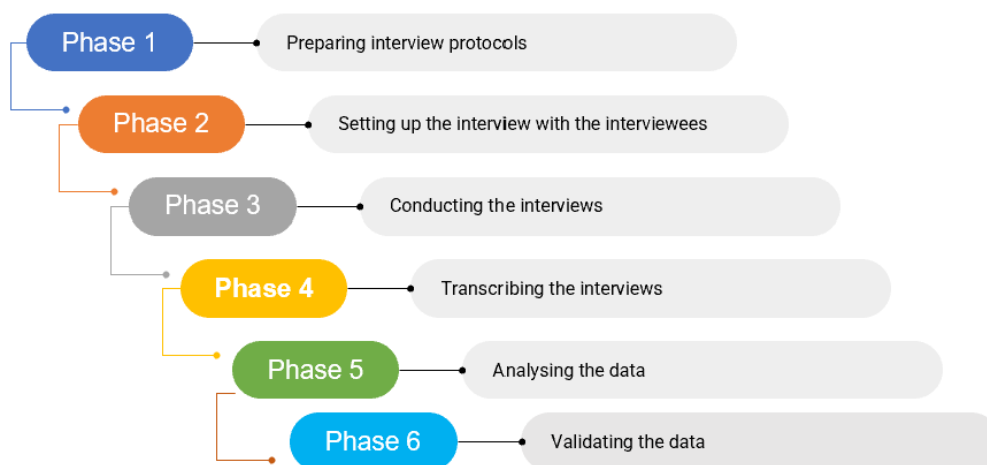 Phase 1
Preparing interview protocols
Phase 2
Setting up the interview with the interviewees
Phase 3
Conducting the interviews
Phase 4
Transcribing the interviews
Phase 5
Analysing the data
Phase 6
Validating the data